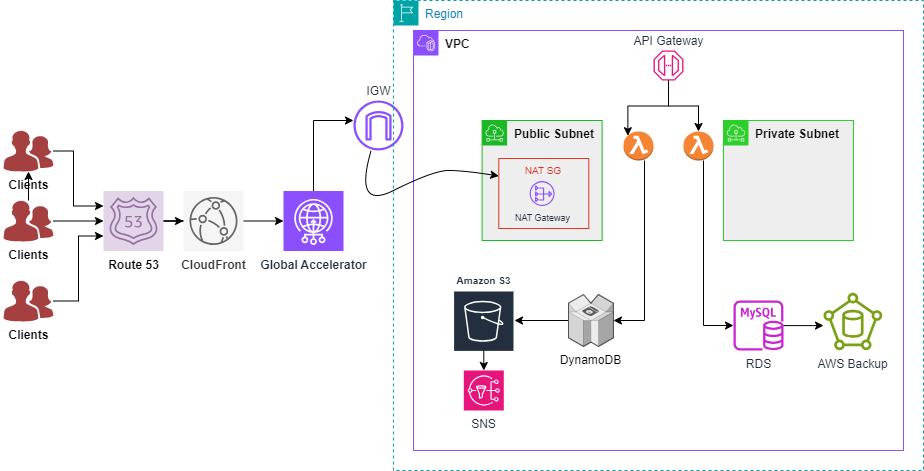 Region
VPC
API Gateway
IGW
Public Subnet
Private Subnet
NAT SG
NAT Gateway
Clients
Clients
Clients
53
Route 53
CloudFront
Global Accelerator
Amazon S3
DynamoDB
SNS
MySQL
RDS
AWS Backup